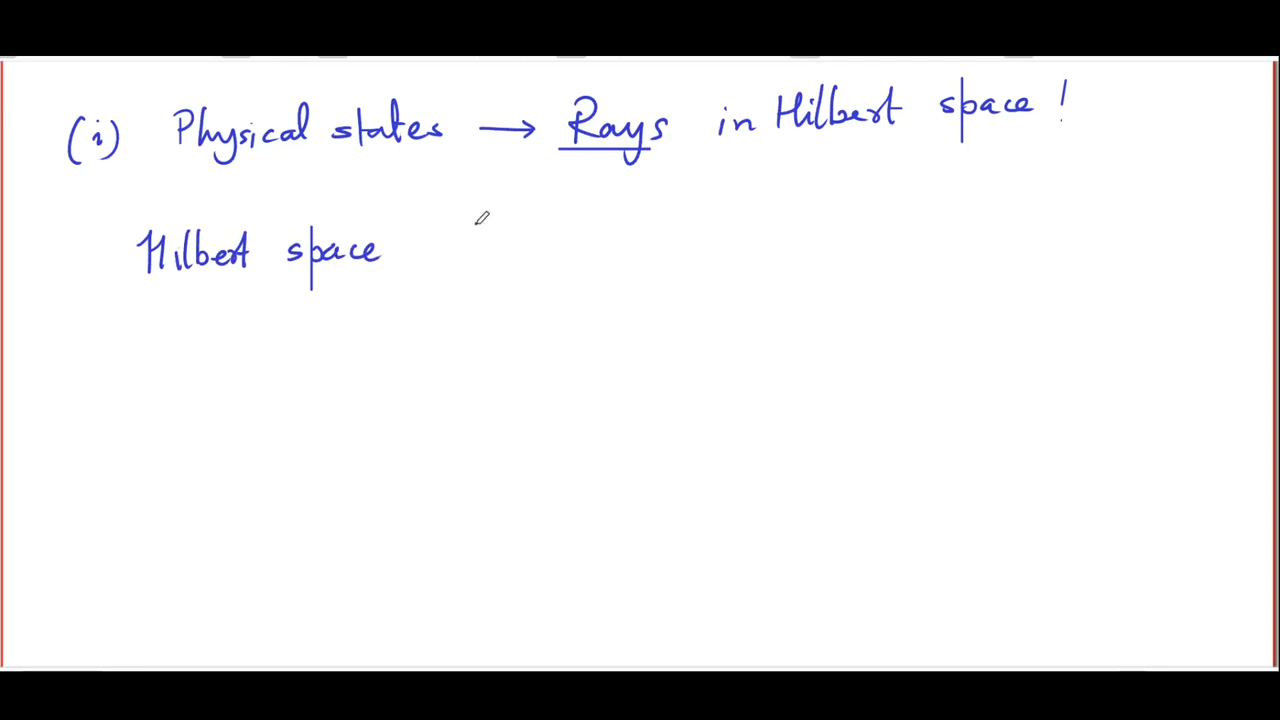 (i) Physical states → Rays in Hilbert space !
Hilbert space